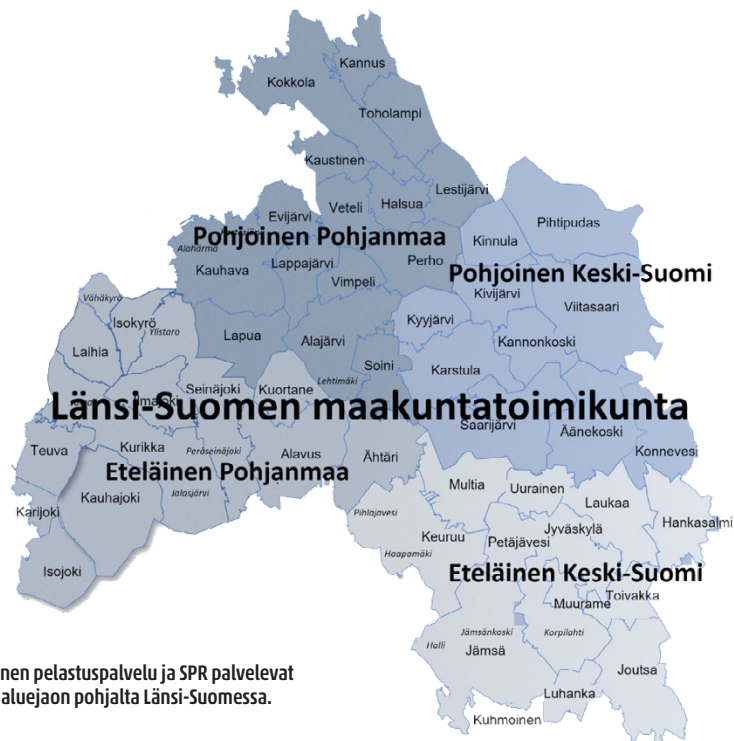 Kannus
Kokkola
Toholampi
Kaustinen
Lestijärvi
Halsua
Veteli
Evijärvi
Pihtipudas
Pohjoinen Pohjanmaa
Kinnula
Alahärmä
Perho
Lappajärvi
Kauhava
Pohjoinen Keski-Suomi
Vimpeli
Kivijärvi
Vähäkyrö
Viitasaari
Isokyrö
Kyyjärvi
Ylistaro
Lapua
Alajärvi
Kannonkoski
Laihia
Soini
Karstula
Lehtimäki
Seinäjoki
Kuortane
Ilmajoki
Länsi-Suomen maakuntatoimikunta
Saarijärvi
Äänekoski
Teuva
Kurikka
Peräseinäjoki
Alavus
Konnevesi
Ähtäri
Eteläinen Pohjanmaa
Multia
Uurainen
Kauhajoki
Jalasjärvi
Laukaa
Karijoki
Pihlajavesi
Hankasalmi
Jyväskylä
Keuruu
Petäjävesi
Haapamäki
Isojoki
Eteläinen Keski-Suomi
Toivakka
Muurame
Jämsänkoski
Korpilahti
Halli
Jämsä
Joutsa
nen pelastuspalvelu ja SPR palvelevat
aluejaon pohjalta Länsi-Suomessa.
Luhanka
Kuhmoinen